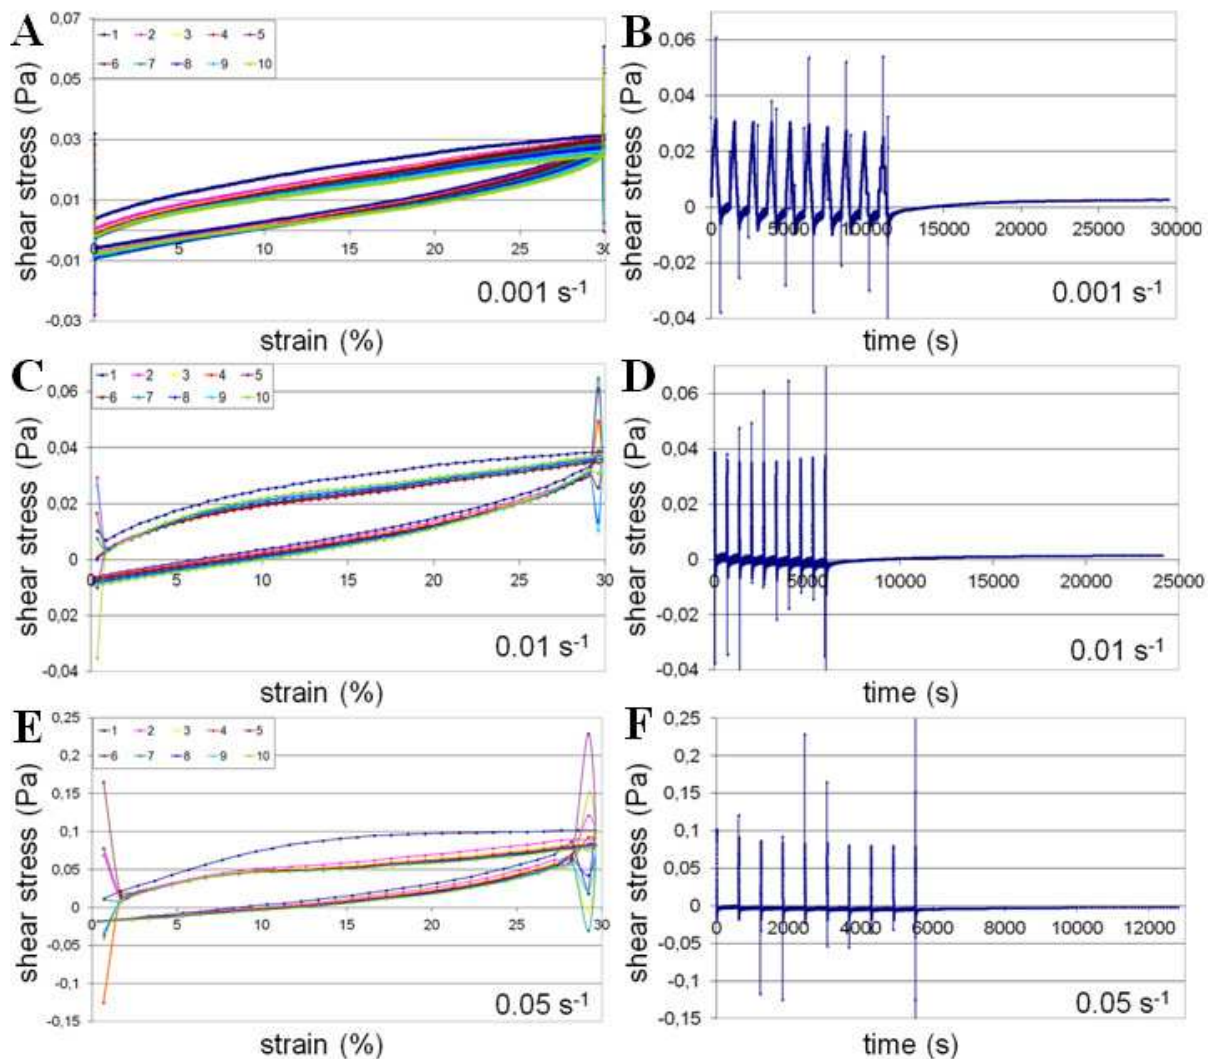 A
shear stress (Pa)
0,07
0,05
0,03
0,01
-0,01
-0,03
1 2 3 4 5
6 7 8 9 10
0 5 10 15 20 25 30
0.001 s-1
strain (%)
B
shear stress (Pa)
0,06
0,04
0,02
0
-0,02
-0,04
0 5000 10000 15000 20000 25000 30000
0.001 s-1
time (s)
C
shear stress (Pa)
0,06
0,04
0,02
0
-0,02
-0,04
1 2 3 4 5
6 7 8 9 10
0 5 10 15 20 25 30
0.01 s-1
strain (%)
D
shear stress (Pa)
0,06
0,04
0,02
0
-0,02
-0,04
0 5000 10000 15000 20000 25000
0.01 s-1
time (s)
E
shear stress (Pa)
0,25
0,2
0,15
0,1
0,05
0
-0,05
-0,1
-0,15
1 2 3 4 5
6 7 8 9 10
0 5 10 15 20 25 30
0.05 s-1
strain (%)
F
shear stress (Pa)
0,25
0,2
0,15
0,1
0,05
0
-0,05
-0,1
-0,15
0 2000 4000 6000 8000 10000 12000
0.05 s-1
time (s)